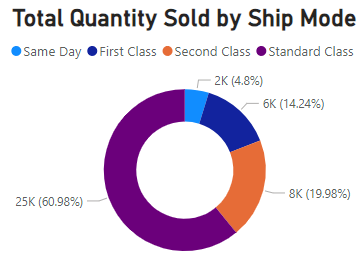 Total Quantity Sold by Ship Mode
Same Day First Class Second Class Standard Class
2K (4.8%)
6K (14.24%)
8K (19.98%)
25K (60.98%)